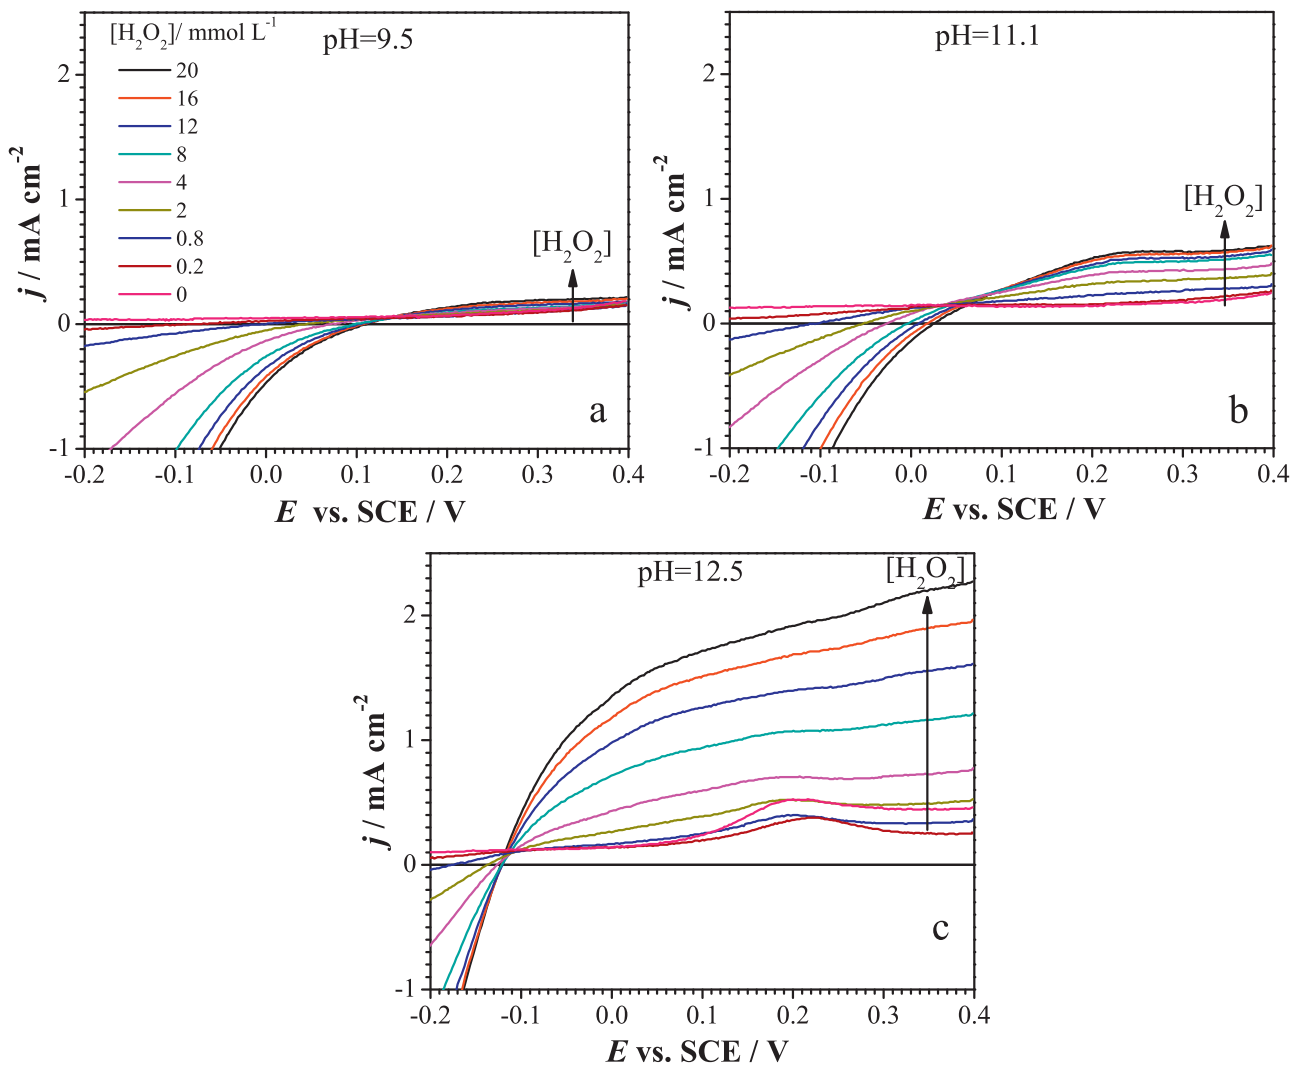 [H₂O₂]/ mmol L⁻¹
pH=9.5
20
16
12
8
4
2
0.8
0.2
0
[H₂O₂]
a
2
1
0
-1
-0.2
-0.1
0.0
0.1
0.2
0.3
0.4
j / mA cm⁻²
E vs. SCE / V
pH=11.1
[H₂O₂]
b
2
1
0
-1
-0.2
-0.1
0.0
0.1
0.2
0.3
0.4
j / mA cm⁻²
E vs. SCE / V
pH=12.5
[H₂O₂]
c
2
1
0
-1
-0.2
-0.1
0.0
0.1
0.2
0.3
0.4
j / mA cm⁻²
E vs. SCE / V